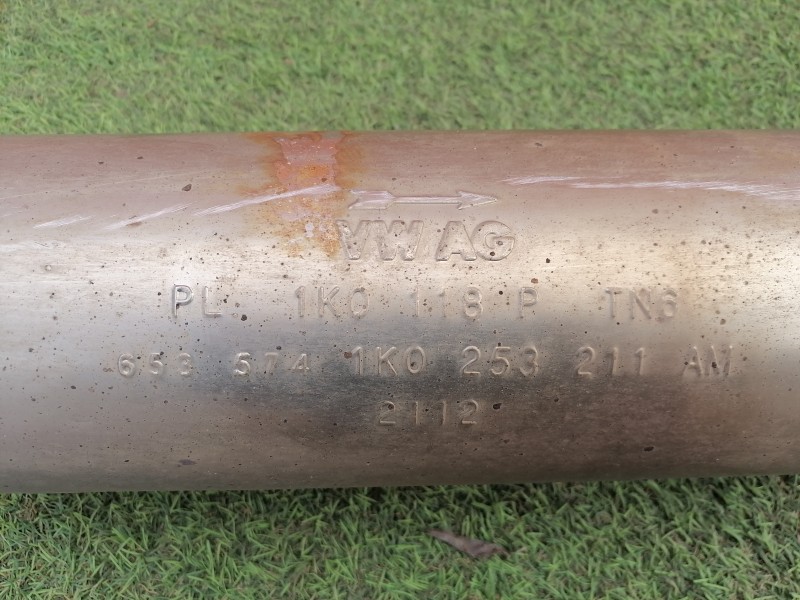 VW AG
PL. 1K0 118 P TN6
653 574 1K0 253 211 AM
2112